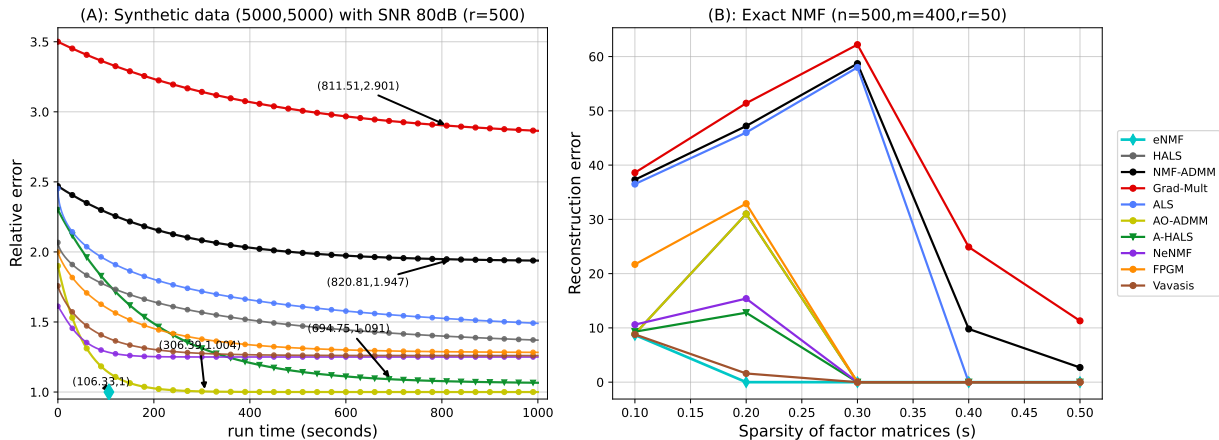 (A): Synthetic data (5000,5000) with SNR 80dB (r=500)
Relative error
3.5
3.0
2.5
2.0
1.5
1.0
(811.51,2.901)
(820.81,1.947)
(694.75,1.091)
(306.39,1.004)
(106.33,1)
0 200 400 600 800 1000
run time (seconds)
(B): Exact NMF (n=500,m=400,r=50)
Reconstruction error
60
50
40
30
20
10
0
0.10 0.15 0.20 0.25 0.30 0.35 0.40 0.45 0.50
Sparsity of factor matrices (s)
eNMF
HALS
NMF-ADMM
Grad-Mult
ALS
AO-ADMM
A-HALS
NeNMF
FPGM
Vavasis